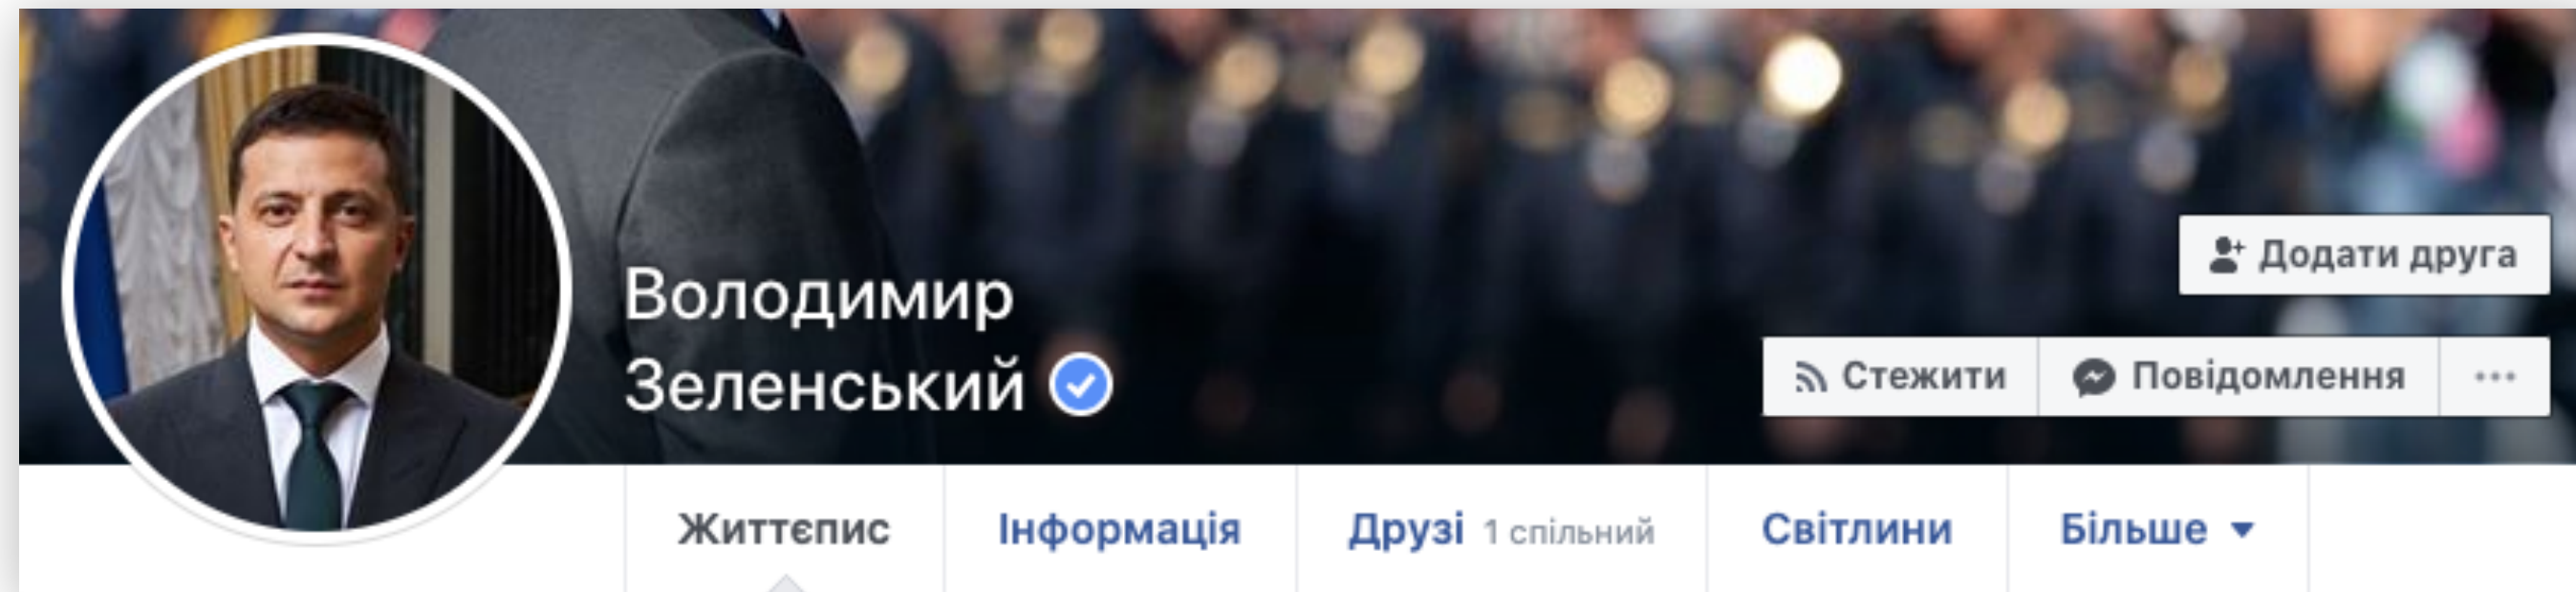 Володимир
Зеленський
Додати друга
Стежити Повідомлення ...
Життєпис Інформація Друзі 1 спільний Світлини Більше